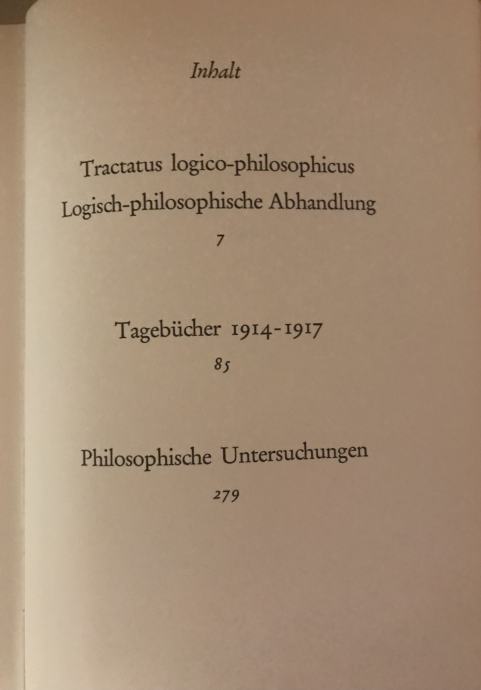 Inhalt
Tractatus logico-philosophicus
Logisch-philosophische Abhandlung
7
Tagebücher 1914-1917
85
Philosophische Untersuchungen
279